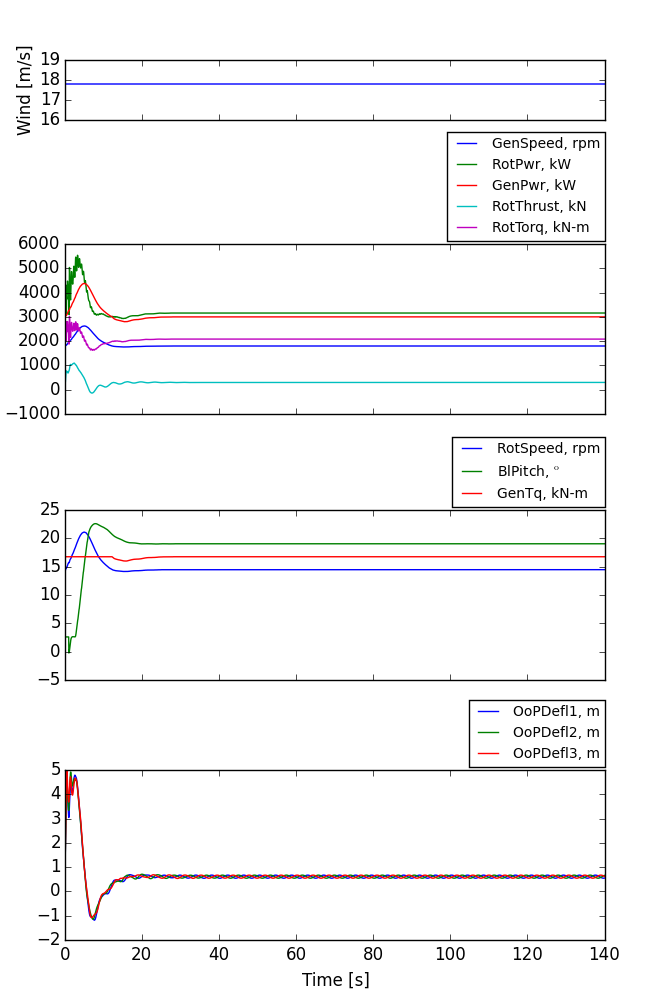 Wind [m/s]
19
18
17
16
GenSpeed, rpm
RotPwr, kW
GenPwr, kW
RotThrust, kN
RotTorq, kN-m
6000
5000
4000
3000
2000
1000
0
−1000
RotSpeed, rpm
BlPitch, °
GenTq, kN-m
25
20
15
10
5
0
−5
OoPDefl1, m
OoPDefl2, m
OoPDefl3, m
5
4
3
2
1
0
−1
−2
0 20 40 60 80 100 120 140
Time [s]